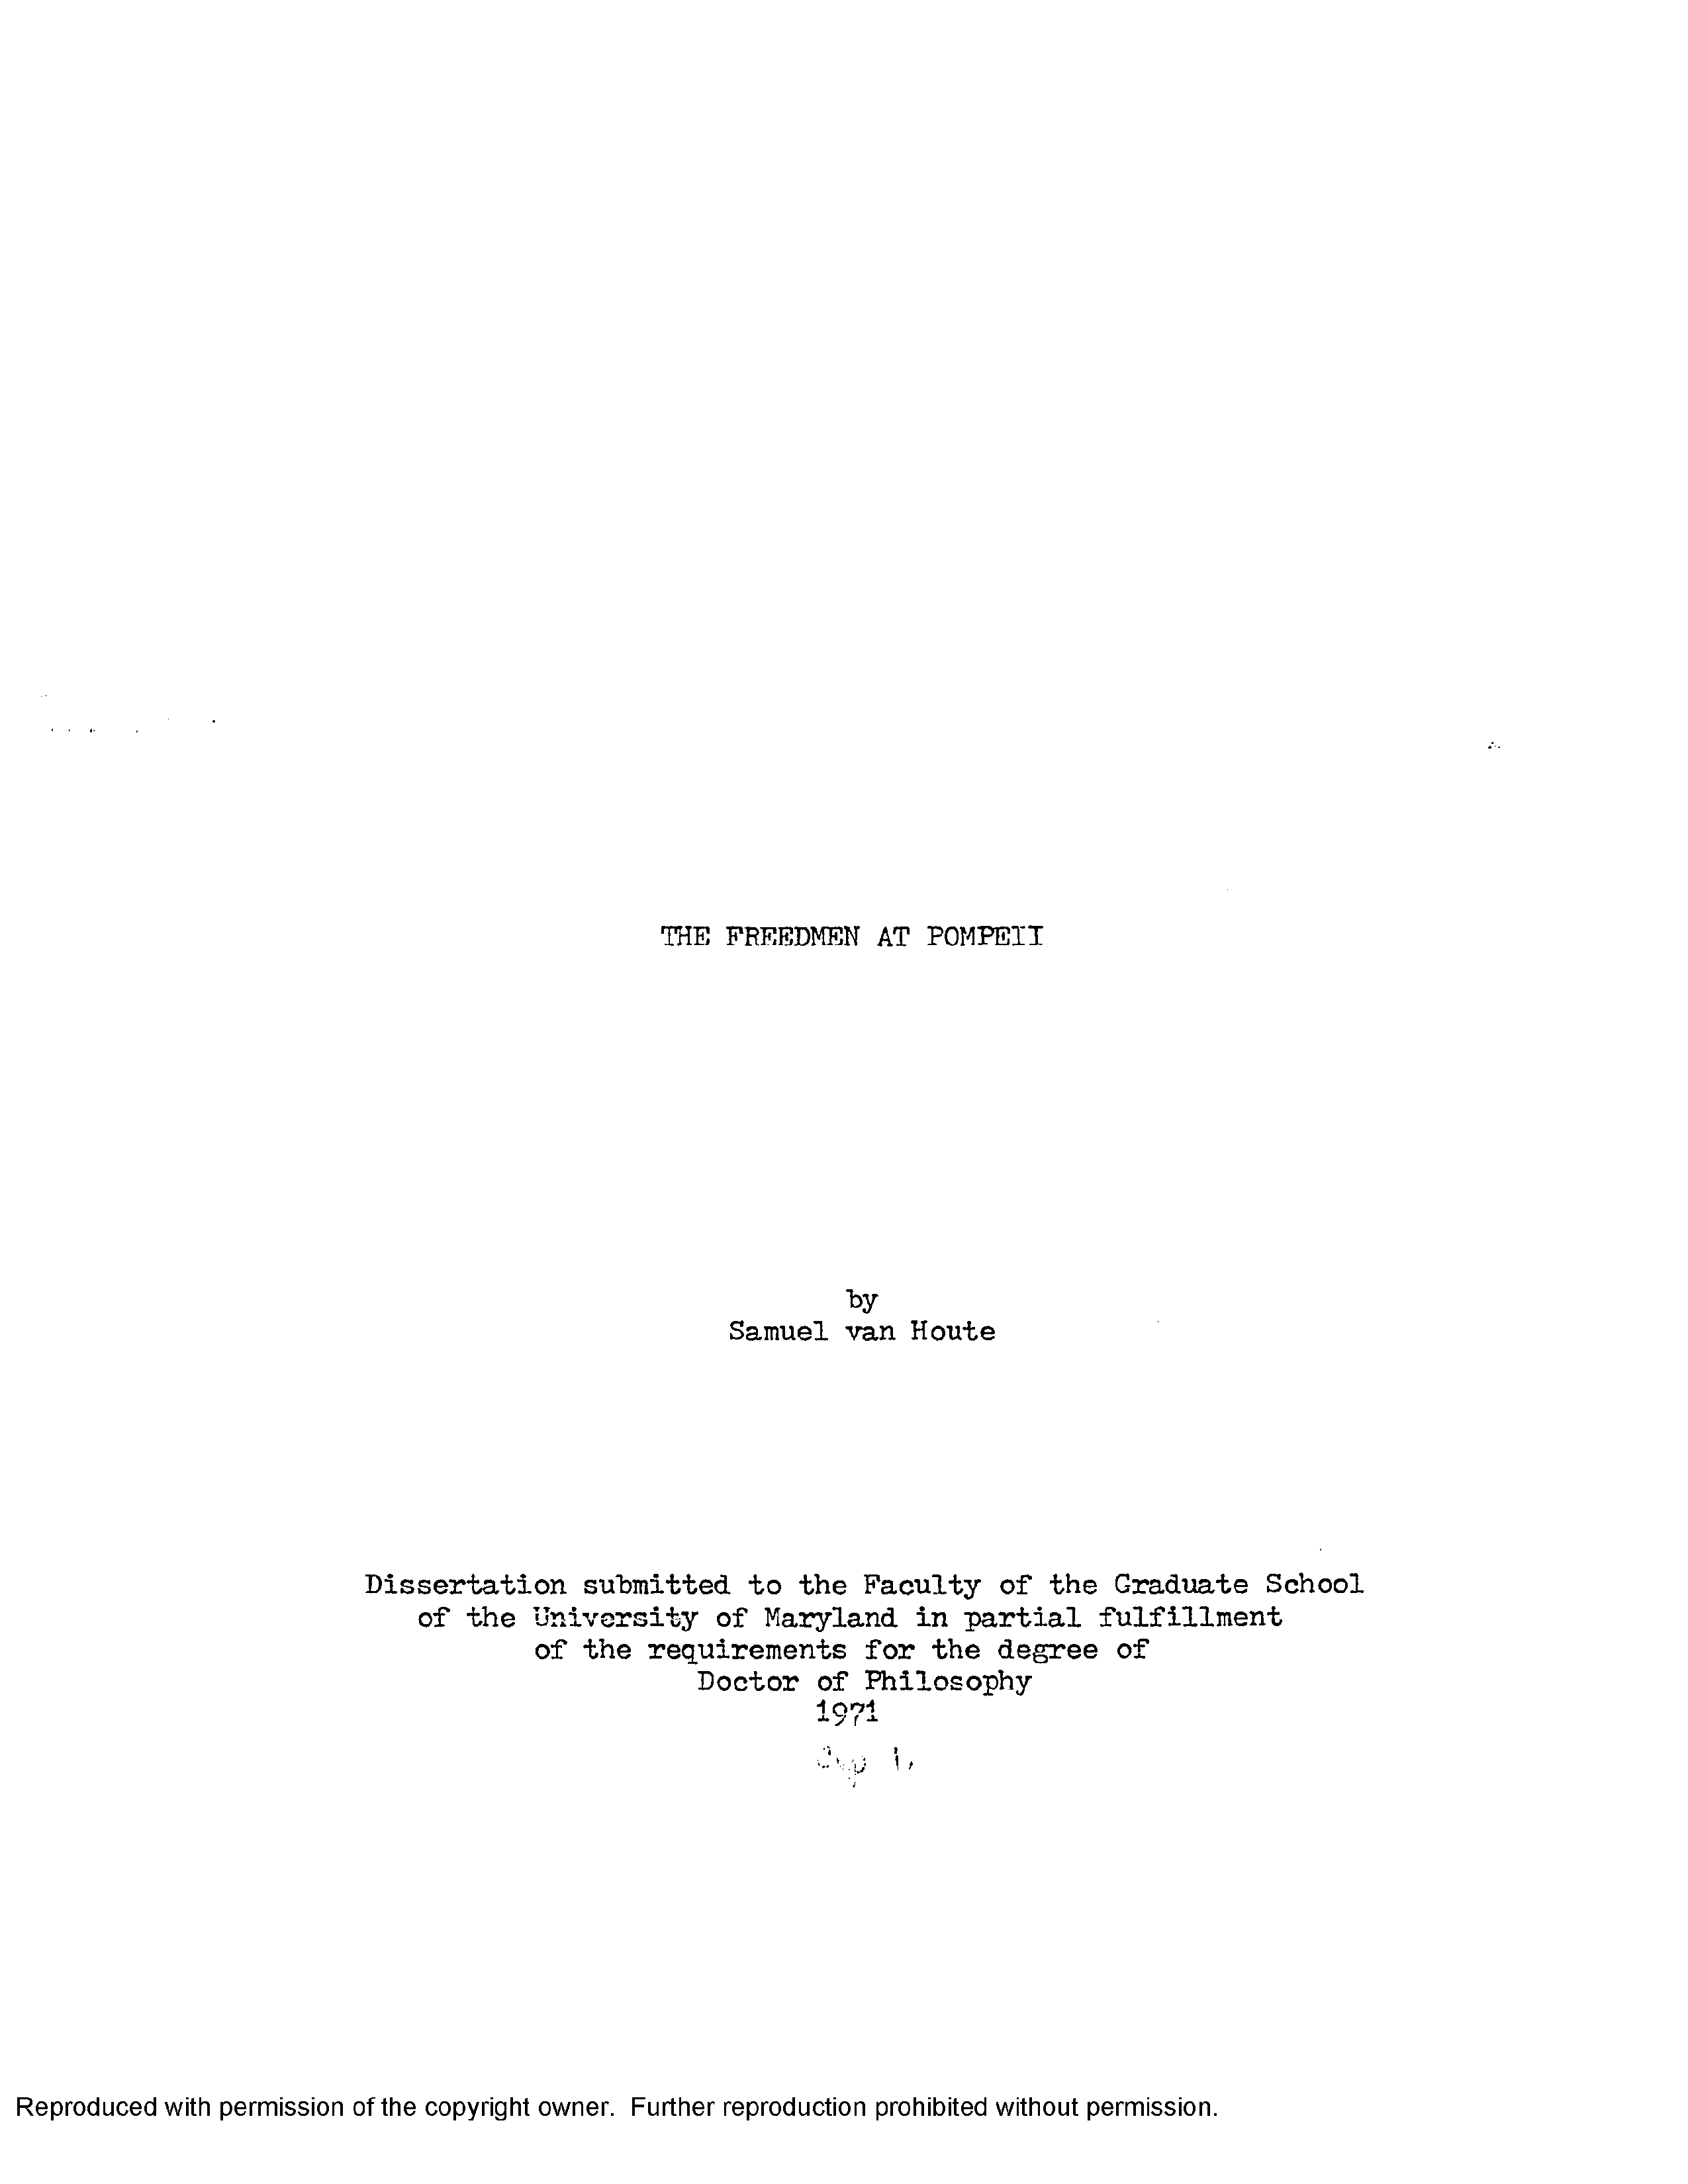 THE FREEDMEN AT POMPEII
by
Samuel van Houte
Dissertation submitted to the Faculty of the Graduate School
of the University of Maryland in partial fulfillment
of the requirements for the degree of
Doctor of Philosophy
1971
Reproduced with permission of the copyright owner. Further reproduction prohibited without permission.